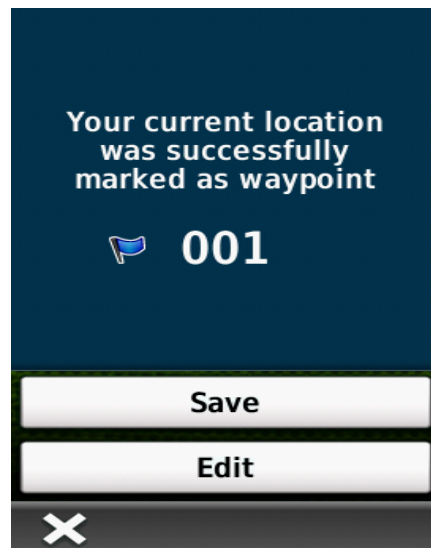 Your current location
was successfully
marked as waypoint
001
Save
Edit